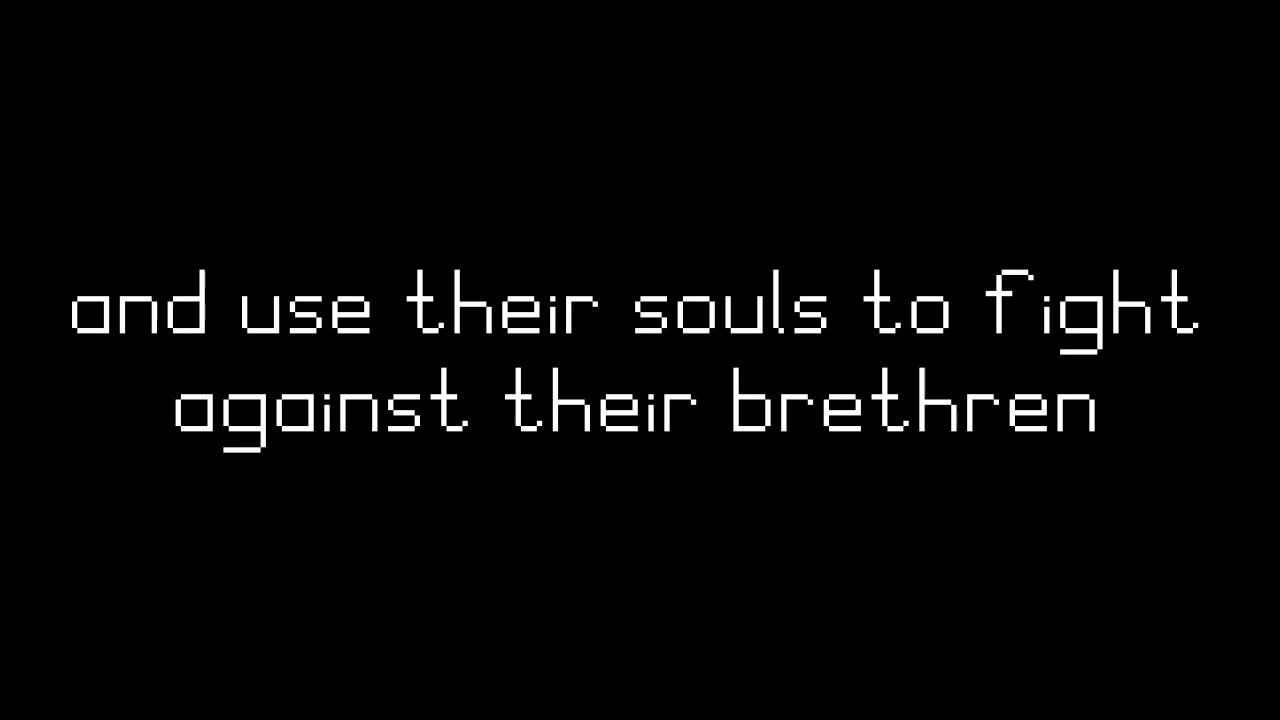 and use their souls to fight
against their brethren